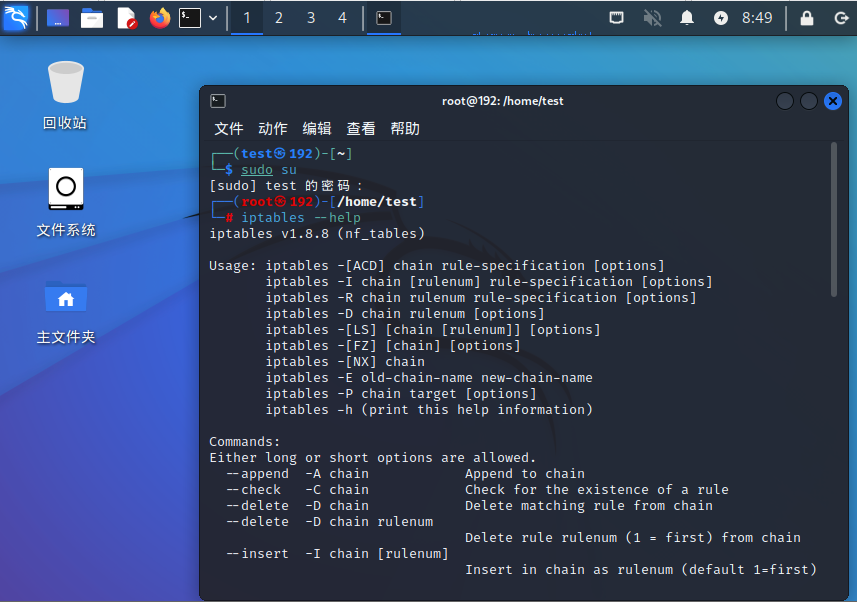 1 2 3 4 8:49
回收站
文件系统
主文件夹
root@192: /home/test
文件 动作 编辑 查看 帮助
┌──(test㉿192)-[~]
└─$ sudo su
[sudo] test 的密码：
┌──(root㉿192)-[/home/test]
└─# iptables --help
iptables v1.8.8 (nf_tables)
Usage: iptables -[ACD] chain rule-specification [options]
iptables -I chain [rulenum] rule-specification [options]
iptables -R chain rulenum rule-specification [options]
iptables -D chain rulenum [options]
iptables -[LS] [chain [rulenum]] [options]
iptables -[FZ] [chain] [options]
iptables -[NX] chain
iptables -E old-chain-name new-chain-name
iptables -P chain target [options]
iptables -h (print this help information)
Commands:
Either long or short options are allowed.
--append -A chain Append to chain
--check -C chain Check for the existence of a rule
--delete -D chain Delete matching rule from chain
--delete -D chain rulenum
Delete rule rulenum (1 = first) from chain
--insert -I chain [rulenum]
Insert in chain as rulenum (default 1=first)